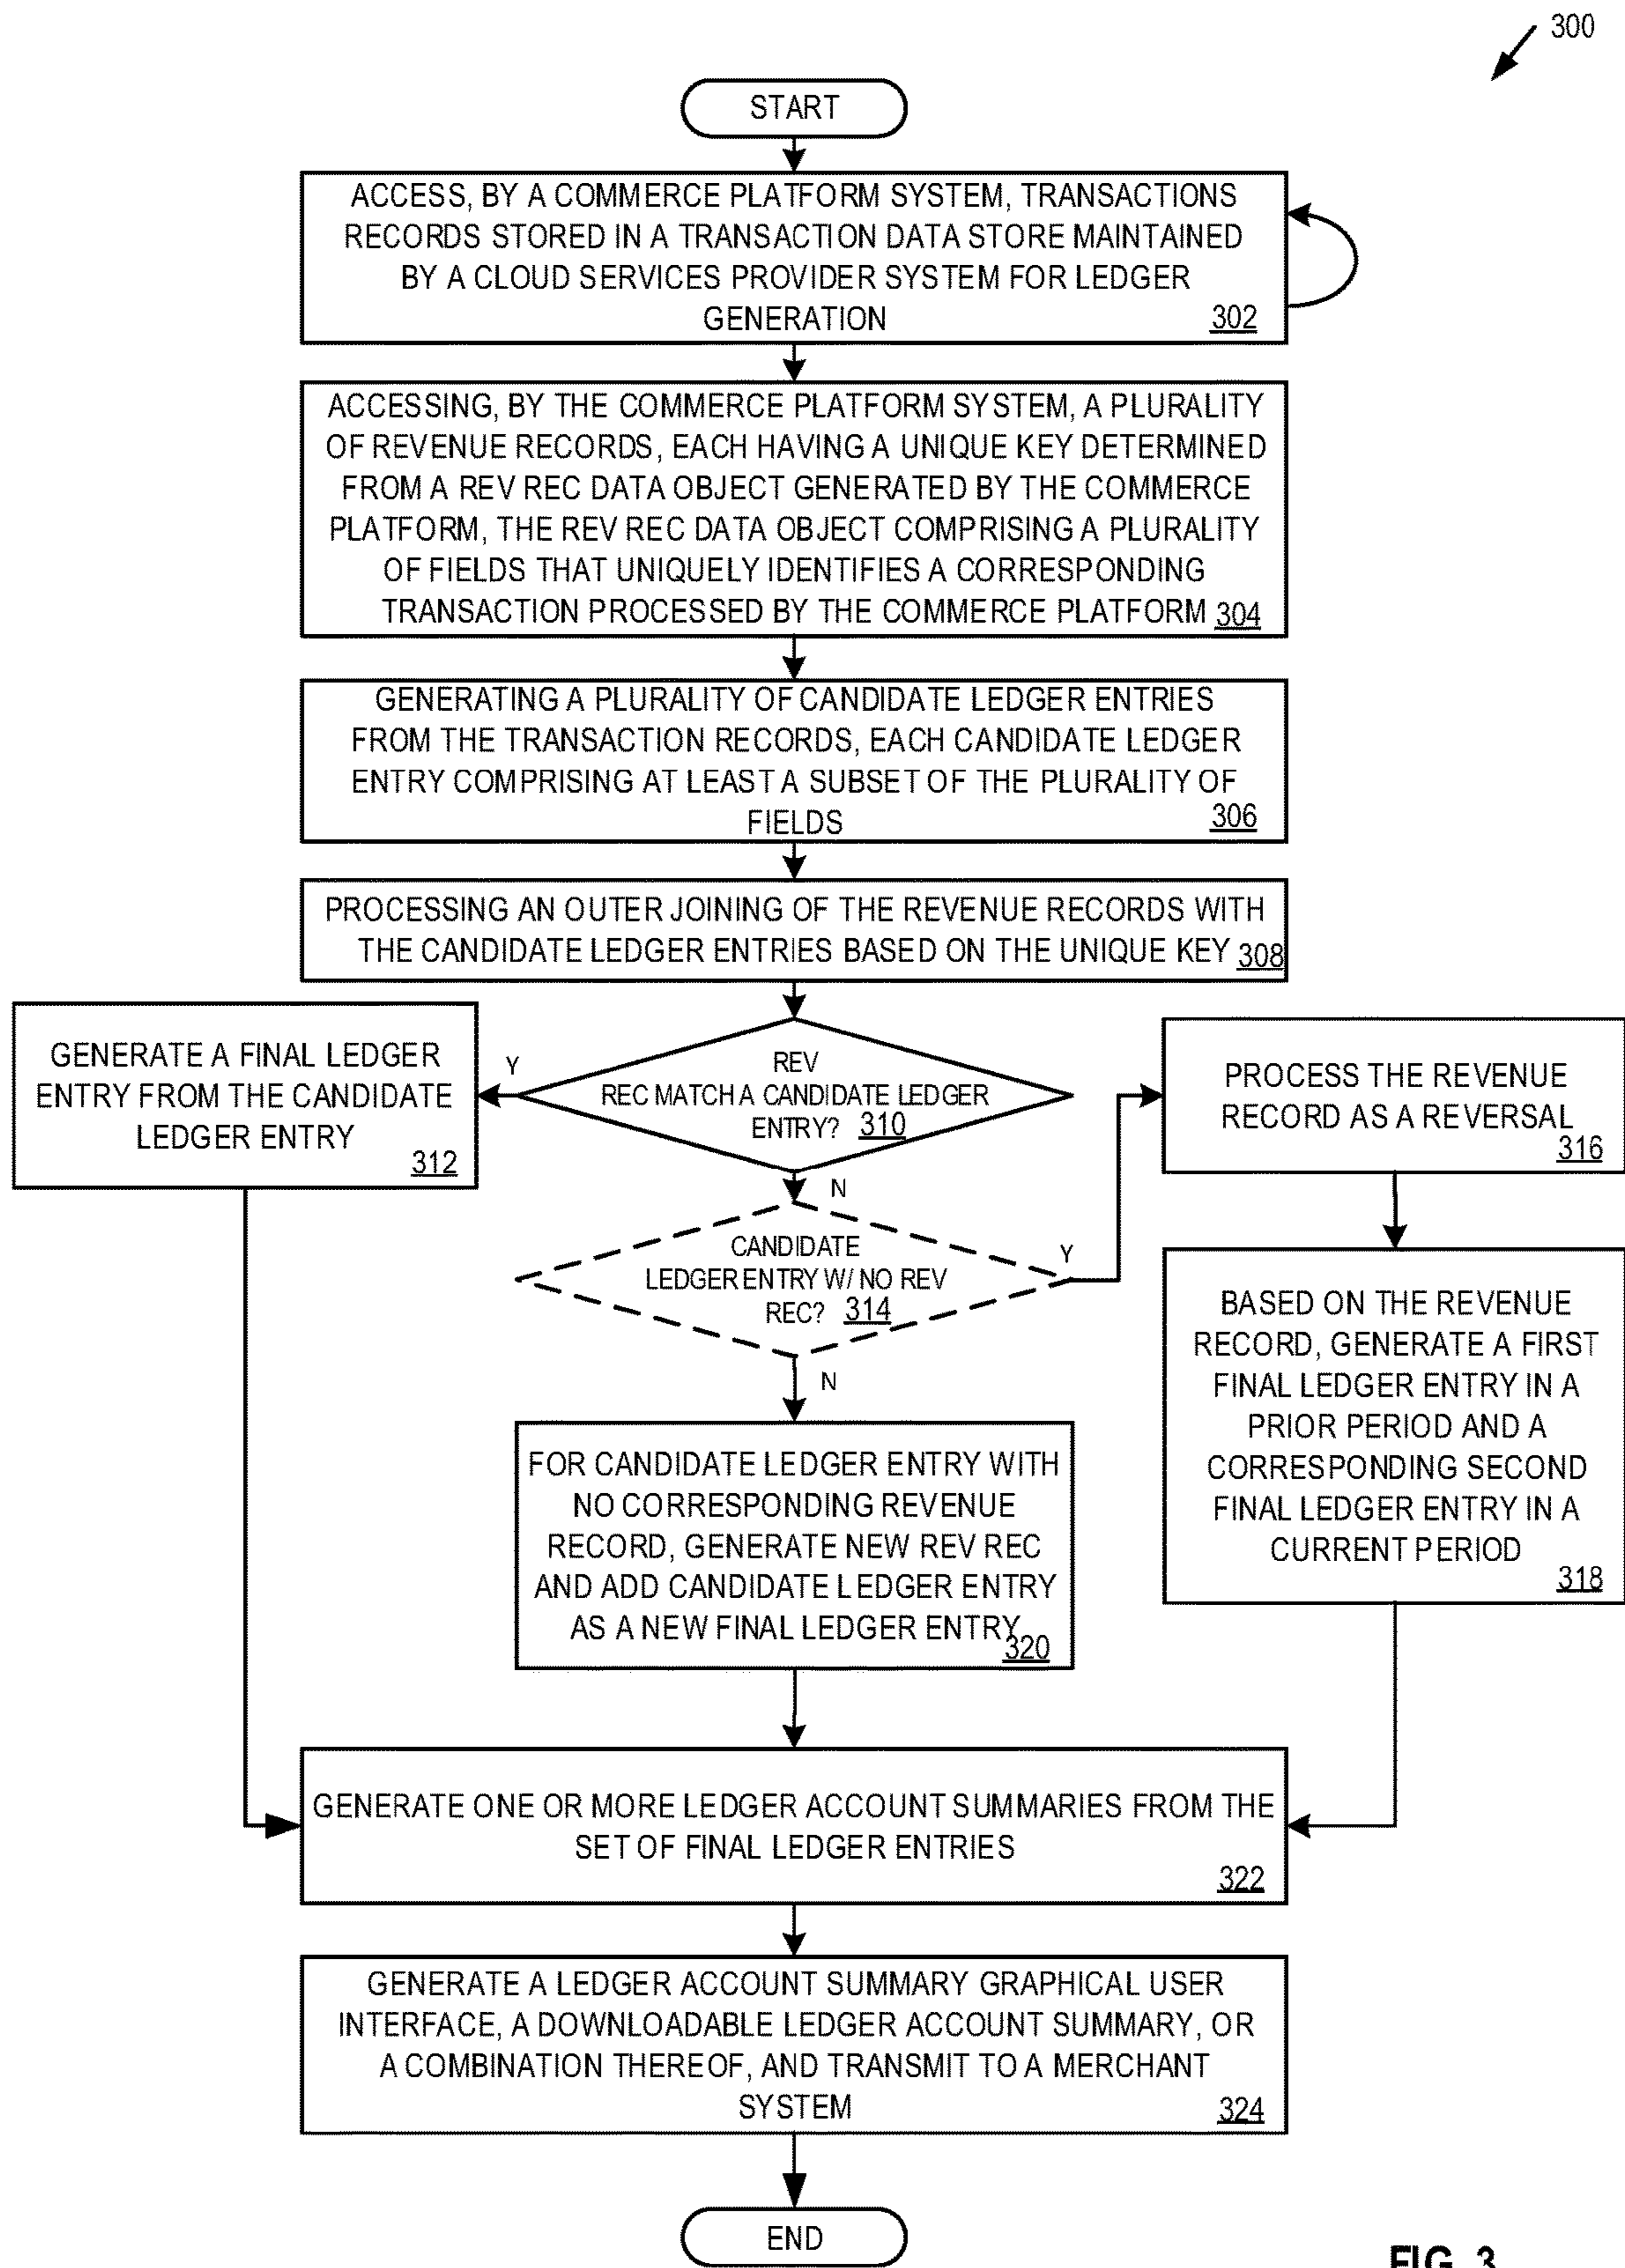 300
START
ACCESS, BY A COMMERCE PLATFORM SYSTEM, TRANSACTIONS
RECORDS STORED IN A TRANSACTION DATA STORE MAINTAINED
BY A CLOUD SERVICES PROVIDER SYSTEM FOR LEDGER
GENERATION
302
ACCESSING, BY THE COMMERCE PLATFORM SYSTEM, A PLURALITY
OF REVENUE RECORDS, EACH HAVING A UNIQUE KEY DETERMINED
FROM A REV REC DATA OBJECT GENERATED BY THE COMMERCE
PLATFORM, THE REV REC DATA OBJECT COMPRISING A PLURALITY
OF FIELDS THAT UNIQUELY IDENTIFIES A CORRESPONDING
TRANSACTION PROCESSED BY THE COMMERCE PLATFORM 304
GENERATING A PLURALITY OF CANDIDATE LEDGER ENTRIES
FROM THE TRANSACTION RECORDS, EACH CANDIDATE LEDGER
ENTRY COMPRISING AT LEAST A SUBSET OF THE PLURALITY OF
FIELDS
306
PROCESSING AN OUTER JOINING OF THE REVENUE RECORDS WITH
THE CANDIDATE LEDGER ENTRIES BASED ON THE UNIQUE KEY 308
REV
REC MATCH A CANDIDATE LEDGER
ENTRY? 310
Y
N
GENERATE A FINAL LEDGER
ENTRY FROM THE CANDIDATE
LEDGER ENTRY
312
CANDIDATE
LEDGER ENTRY W/ NO REV
REC? 314
Y
N
PROCESS THE REVENUE
RECORD AS A REVERSAL
316
BASED ON THE REVENUE
RECORD, GENERATE A FIRST
FINAL LEDGER ENTRY IN A
PRIOR PERIOD AND A
CORRESPONDING SECOND
FINAL LEDGER ENTRY IN A
CURRENT PERIOD
318
FOR CANDIDATE LEDGER ENTRY WITH
NO CORRESPONDING REVENUE
RECORD, GENERATE NEW REV REC
AND ADD CANDIDATE LEDGER ENTRY
AS A NEW FINAL LEDGER ENTRY
320
GENERATE ONE OR MORE LEDGER ACCOUNT SUMMARIES FROM THE
SET OF FINAL LEDGER ENTRIES
322
GENERATE A LEDGER ACCOUNT SUMMARY GRAPHICAL USER
INTERFACE, A DOWNLOADABLE LEDGER ACCOUNT SUMMARY, OR
A COMBINATION THEREOF, AND TRANSMIT TO A MERCHANT
SYSTEM
324
END
FIG. 3